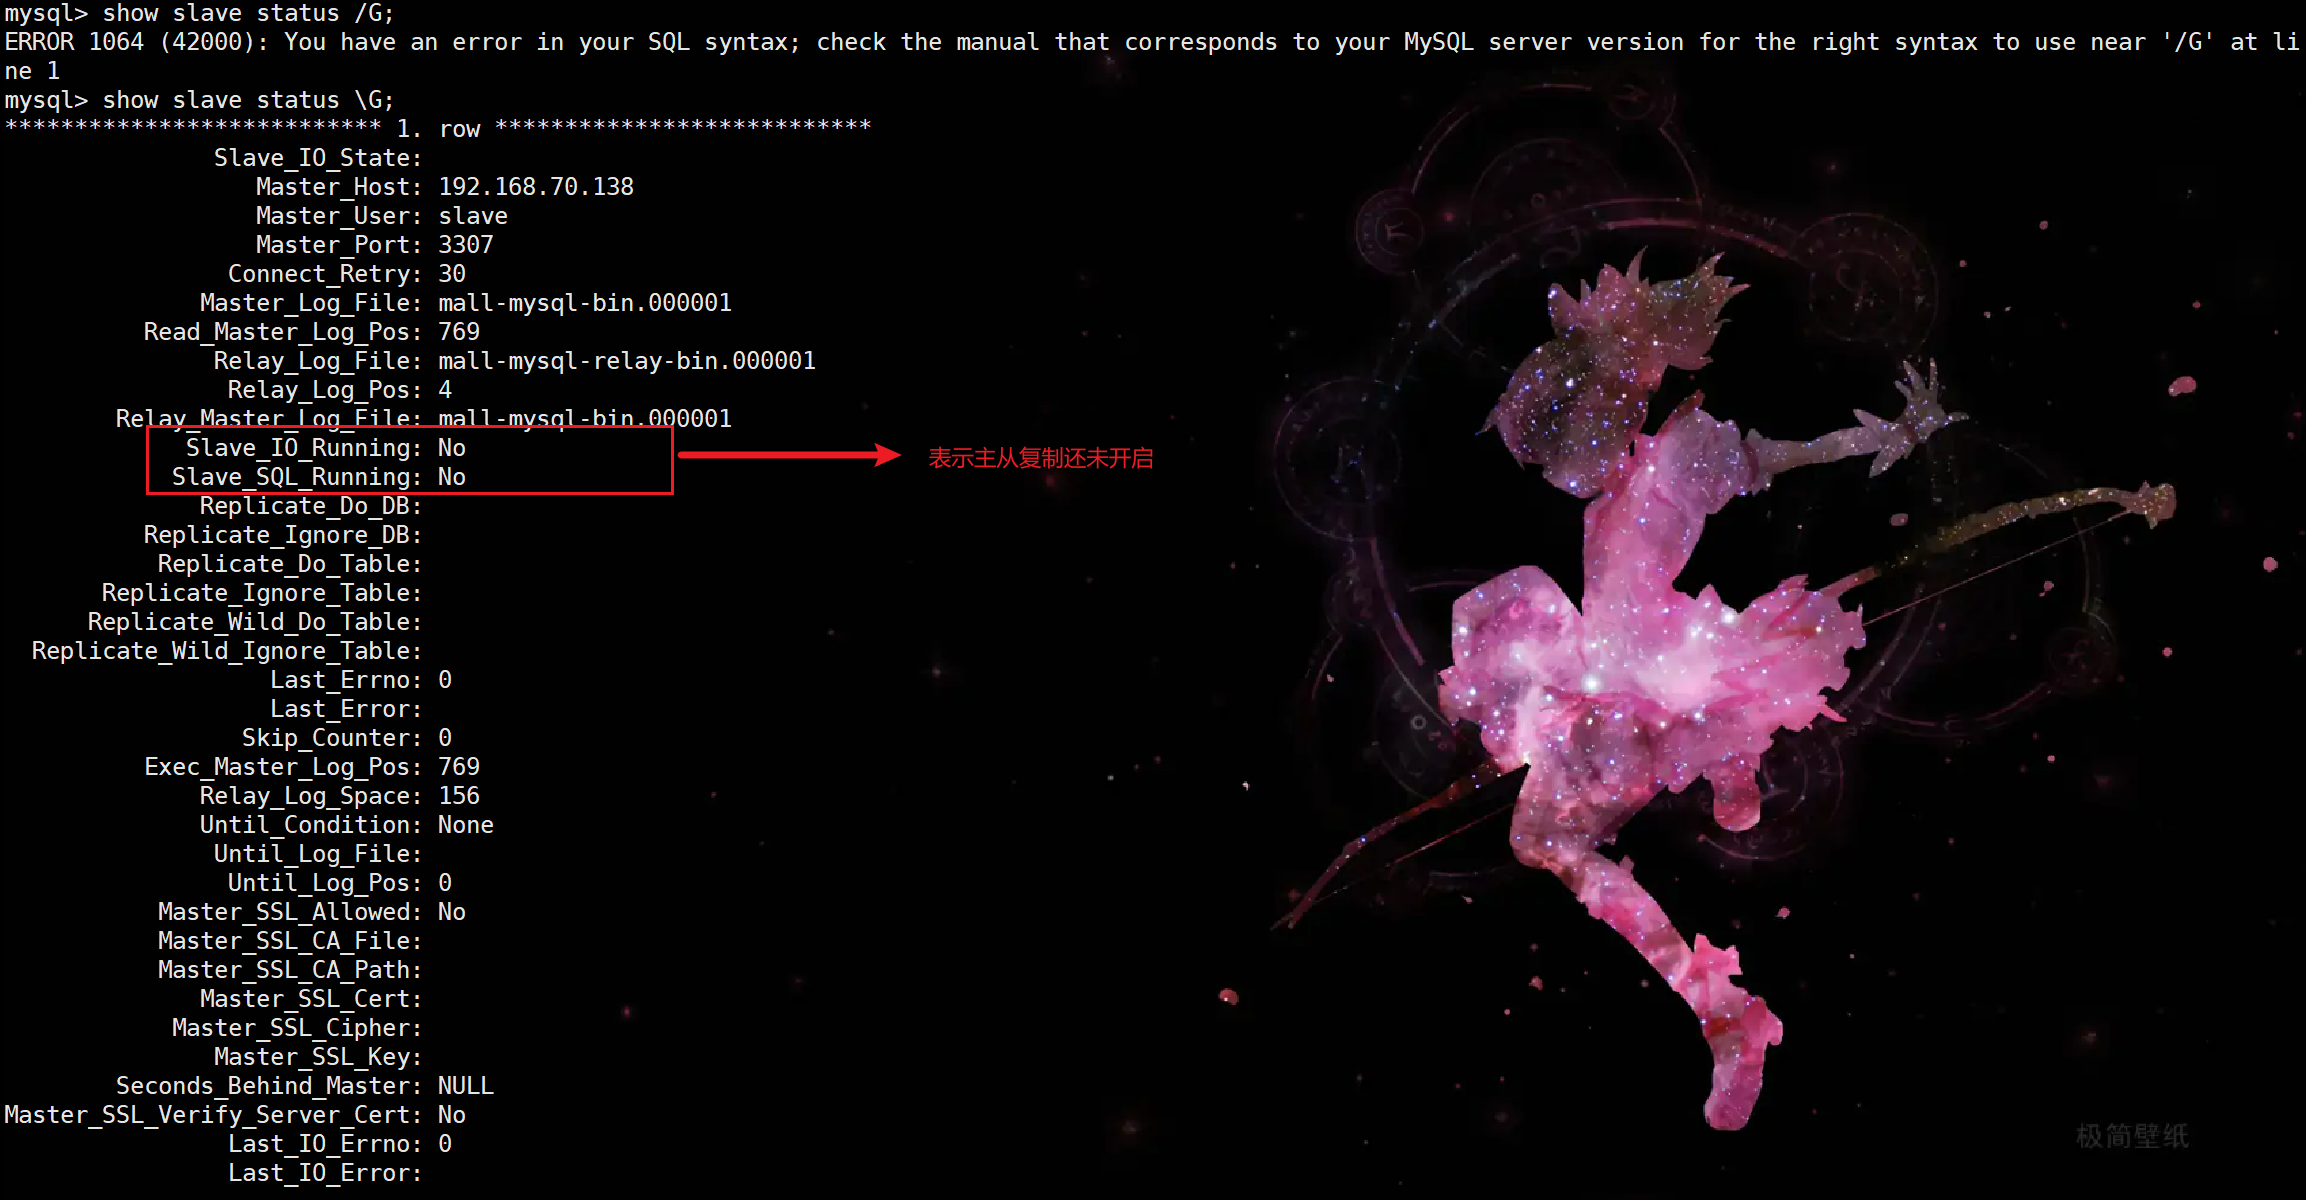 mysql> show slave status /G;
ERROR 1064 (42000): You have an error in your SQL syntax; check the manual that corresponds to your MySQL server version for the right syntax to use near '/G' at li
ne 1
mysql> show slave status \G;
*************************** 1. row ***************************
Slave_IO_State:
Master_Host: 192.168.70.138
Master_User: slave
Master_Port: 3307
Connect_Retry: 30
Master_Log_File: mall-mysql-bin.000001
Read_Master_Log_Pos: 769
Relay_Log_File: mall-mysql-relay-bin.000001
Relay_Log_Pos: 4
Relay_Master_Log_File: mall-mysql-bin.000001
Slave_IO_Running: No
Slave_SQL_Running: No
表示主从复制还未开启
Replicate_Do_DB:
Replicate_Ignore_DB:
Replicate_Do_Table:
Replicate_Ignore_Table:
Replicate_Wild_Do_Table:
Replicate_Wild_Ignore_Table:
Last_Errno: 0
Last_Error:
Skip_Counter: 0
Exec_Master_Log_Pos: 769
Relay_Log_Space: 156
Until_Condition: None
Until_Log_File:
Until_Log_Pos: 0
Master_SSL_Allowed: No
Master_SSL_CA_File:
Master_SSL_CA_Path:
Master_SSL_Cert:
Master_SSL_Cipher:
Master_SSL_Key:
Seconds_Behind_Master: NULL
Master_SSL_Verify_Server_Cert: No
Last_IO_Errno: 0
Last_IO_Error:
极简壁纸